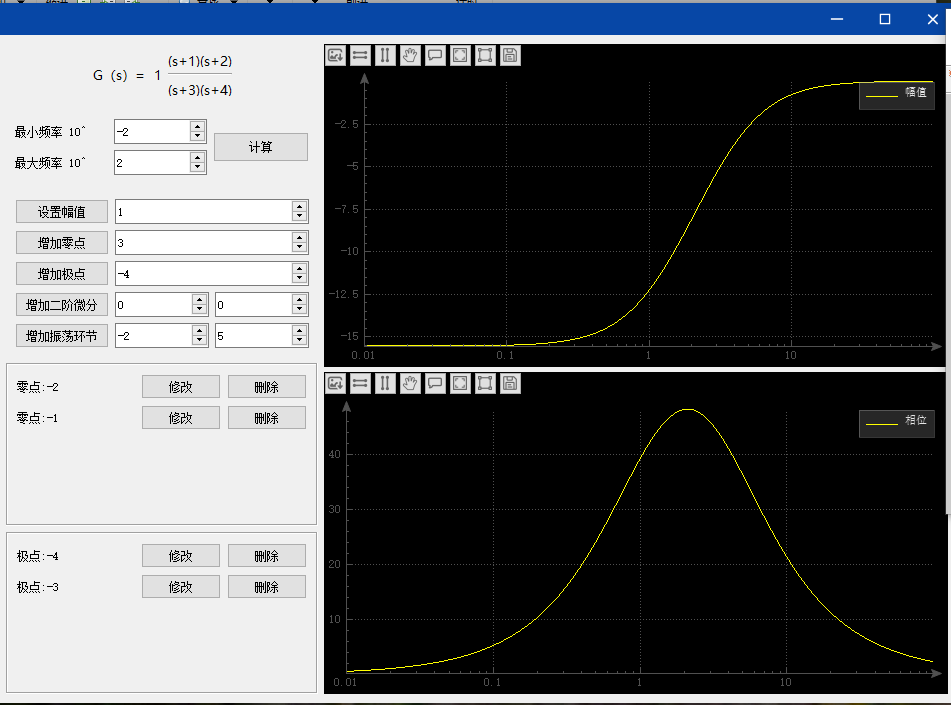 (s+1)(s+2)
G (s) = 1
(s+3)(s+4)
最小频率 10^ -2
最大频率 10^ 2
计算
设置幅值 1
增加零点 3
增加极点 -4
增加二阶微分 0 0
增加振荡环节 -2 5
零点:-2 修改 删除
零点:-1 修改 删除
极点:-4 修改 删除
极点:-3 修改 删除
幅值
-2.5
-5
-7.5
-10
-12.5
-15
0.01 0.1 1 10
相位
40
30
20
10
0.01 0.1 1 10